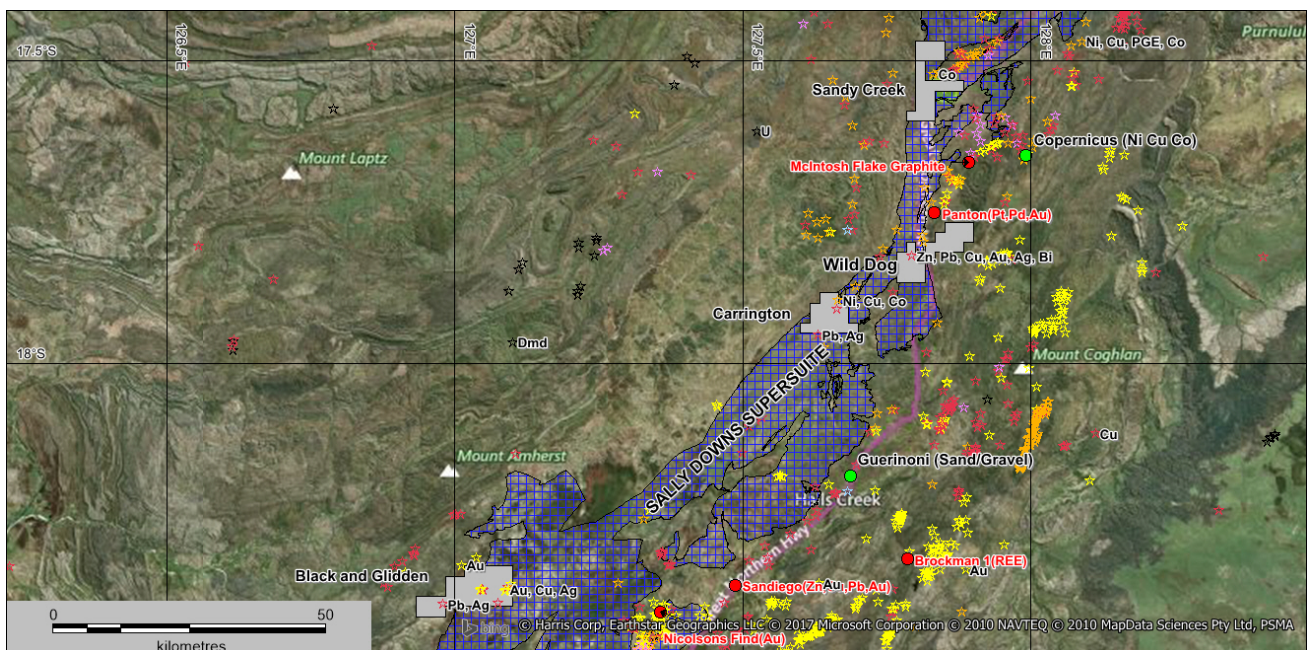 126.5°E
127°E
127.5°E
128°E
17.5°S
Ni, Cu, PGE, Co
Purnulul
Sandy Creek
Co
U
Copernicus (Ni Cu Co)
Mount Laptz
McIntosh Flake Graphite
Panton(Pt,Pd,Au)
Wild Dog
Zn, Pb, Cu, Au, Ag, Bi
Carrington
Ni, Cu, Co
Pb, Ag
Dmd
18°S
Mount Coghlan
SALLY DOWNS SUPERSUITE
Cu
Mount Amherst
Guerinoni (Sand/Gravel)
Halls Creek
Northern Hwy
Au
Black and Glidden
Au, Cu, Ag
Pb, Ag
Brockman 1(REE)
Au
Sandiego(Zn,
Pb,Au)
Au
Nicolsons Find(Au)
0
50
kilometres
bing
© Harris Corp, Earthstar Geographics LLC © 2017 Microsoft Corporation © 2010 NAVTEQ © 2010 MapData Sciences Pty Ltd, PSMA